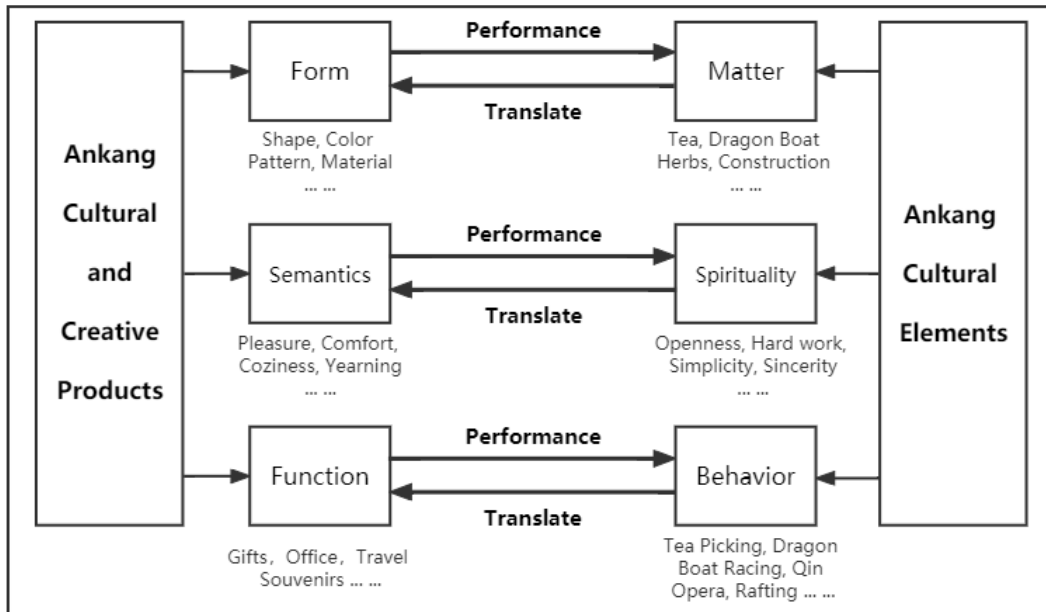 Ankang
Cultural
and
Creative
Products
Form
Shape, Color
Pattern, Material
... ...
Performance
Translate
Matter
Tea, Dragon Boat
Herbs, Construction
... ...
Semantics
Pleasure, Comfort,
Coziness, Yearning
... ...
Performance
Translate
Spirituality
Openness, Hard work,
Simplicity, Sincerity
... ...
Function
Gifts, Office, Travel
Souvenirs ... ...
Performance
Translate
Behavior
Tea Picking, Dragon
Boat Racing, Qin
Opera, Rafting ... ...
Ankang
Cultural
Elements